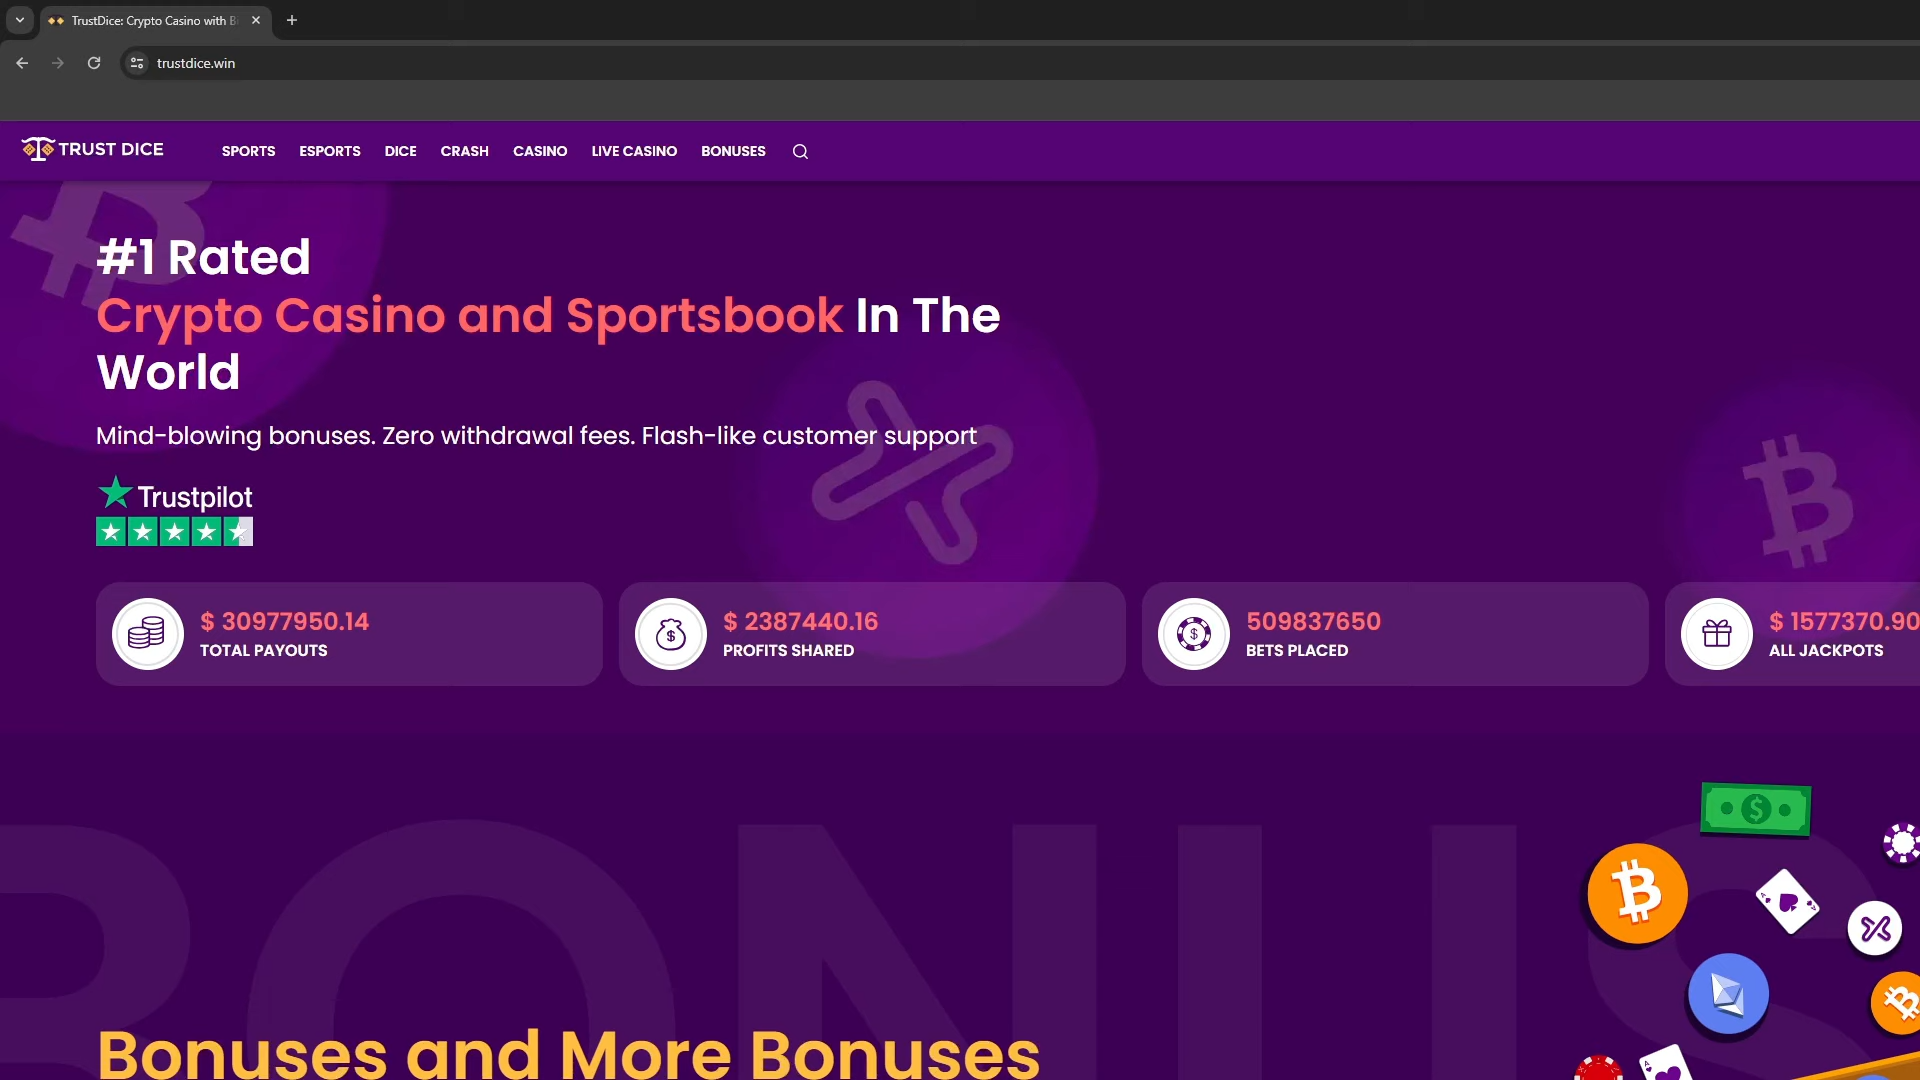 TrustDice: Crypto Casino with B
trustdice.win
TRUST DICE
SPORTS
ESPORTS
DICE
CRASH
CASINO
LIVE CASINO
BONUSES
#1 Rated
Crypto Casino and Sportsbook In The
World
Mind-blowing bonuses. Zero withdrawal fees. Flash-like customer support
Trustpilot
$ 30977950.14
TOTAL PAYOUTS
$ 2387440.16
PROFITS SHARED
509837650
BETS PLACED
$ 1577370.90
ALL JACKPOTS
BONUS
Bonuses and More Bonuses